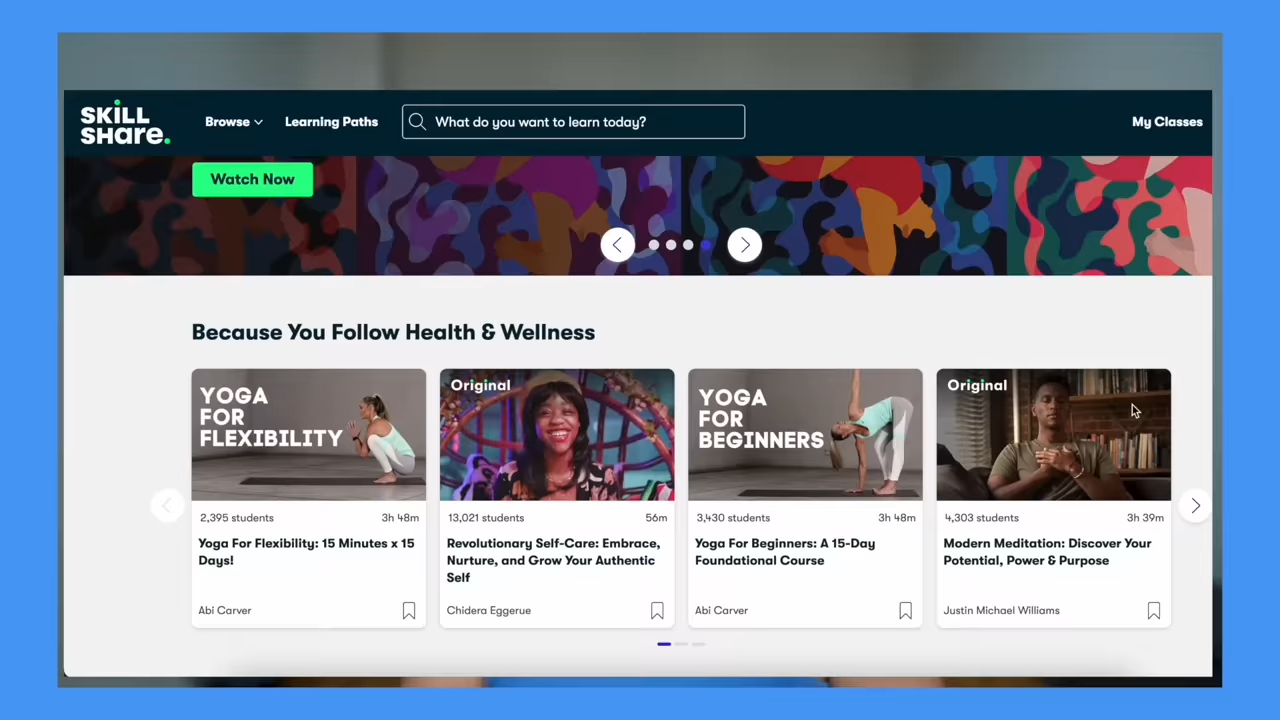 SKILL
SHare.
Browse
Learning Paths
What do you want to learn today?
My Classes
Watch Now
Because You Follow Health & Wellness
YOGA
FOR
FLEXIBILITY
2,395 students
3h 48m
Yoga For Flexibility: 15 Minutes x 15
Days!
Abi Carver
Original
13,021 students
56m
Revolutionary Self-Care: Embrace,
Nurture, and Grow Your Authentic
Self
Chidera Eggerue
YOGA
FOR
BEGINNERS
3,430 students
3h 48m
Yoga For Beginners: A 15-Day
Foundational Course
Abi Carver
Original
4,303 students
3h 39m
Modern Meditation: Discover Your
Potential, Power & Purpose
Justin Michael Williams